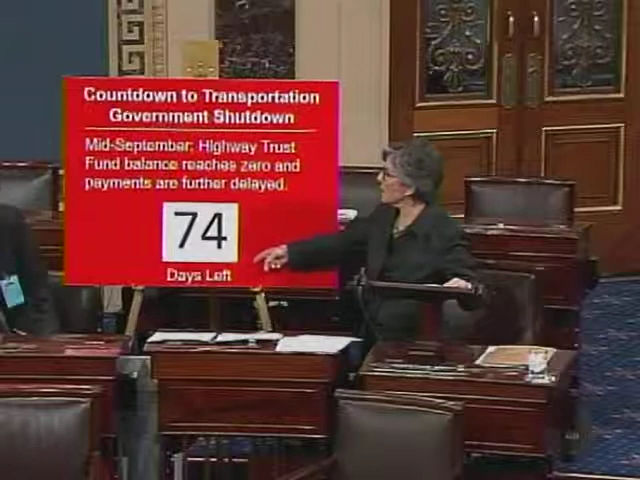 Countdown to Transportation
Government Shutdown
Mid-September: Highway Trust
Fund balance reaches zero and
payments are further delayed.
74
Days Left